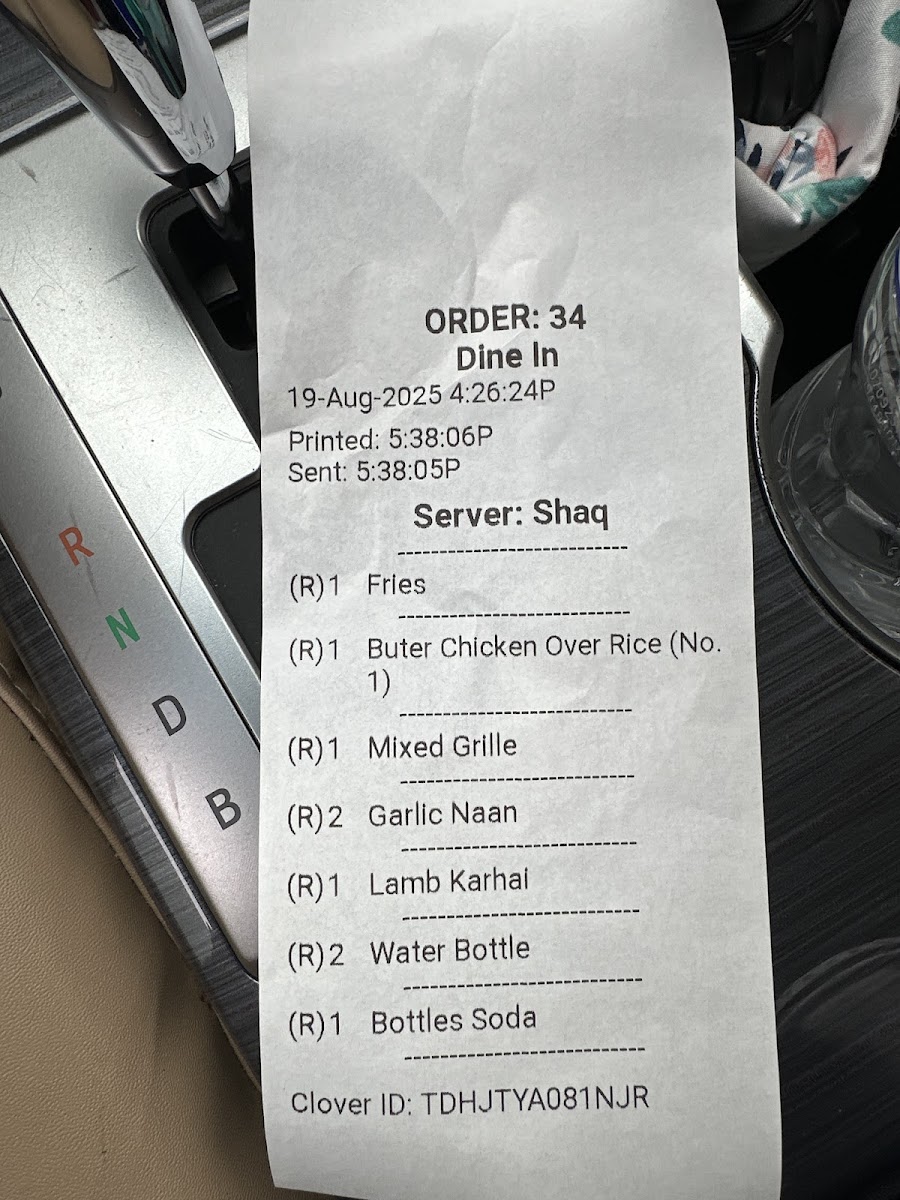 ORDER: 34
Dine In
19-Aug-2025 4:26:24P
Printed: 5:38:06P
Sent: 5:38:05P
Server: Shaq
(R)1 Fries
(R)1 Buter Chicken Over Rice (No.
1)
(R)1 Mixed Grille
(R)2 Garlic Naan
(R)1 Lamb Karhai
(R)2 Water Bottle
(R)1 Bottles Soda
Clover ID: TDHJTYA081NJR
R
N
D
B